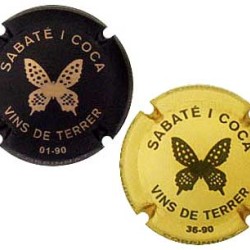 SABATÉ I COCA
VINS DE TERRER
01-90
SABATÉ I COCA
VINS DE TERRER
36-90